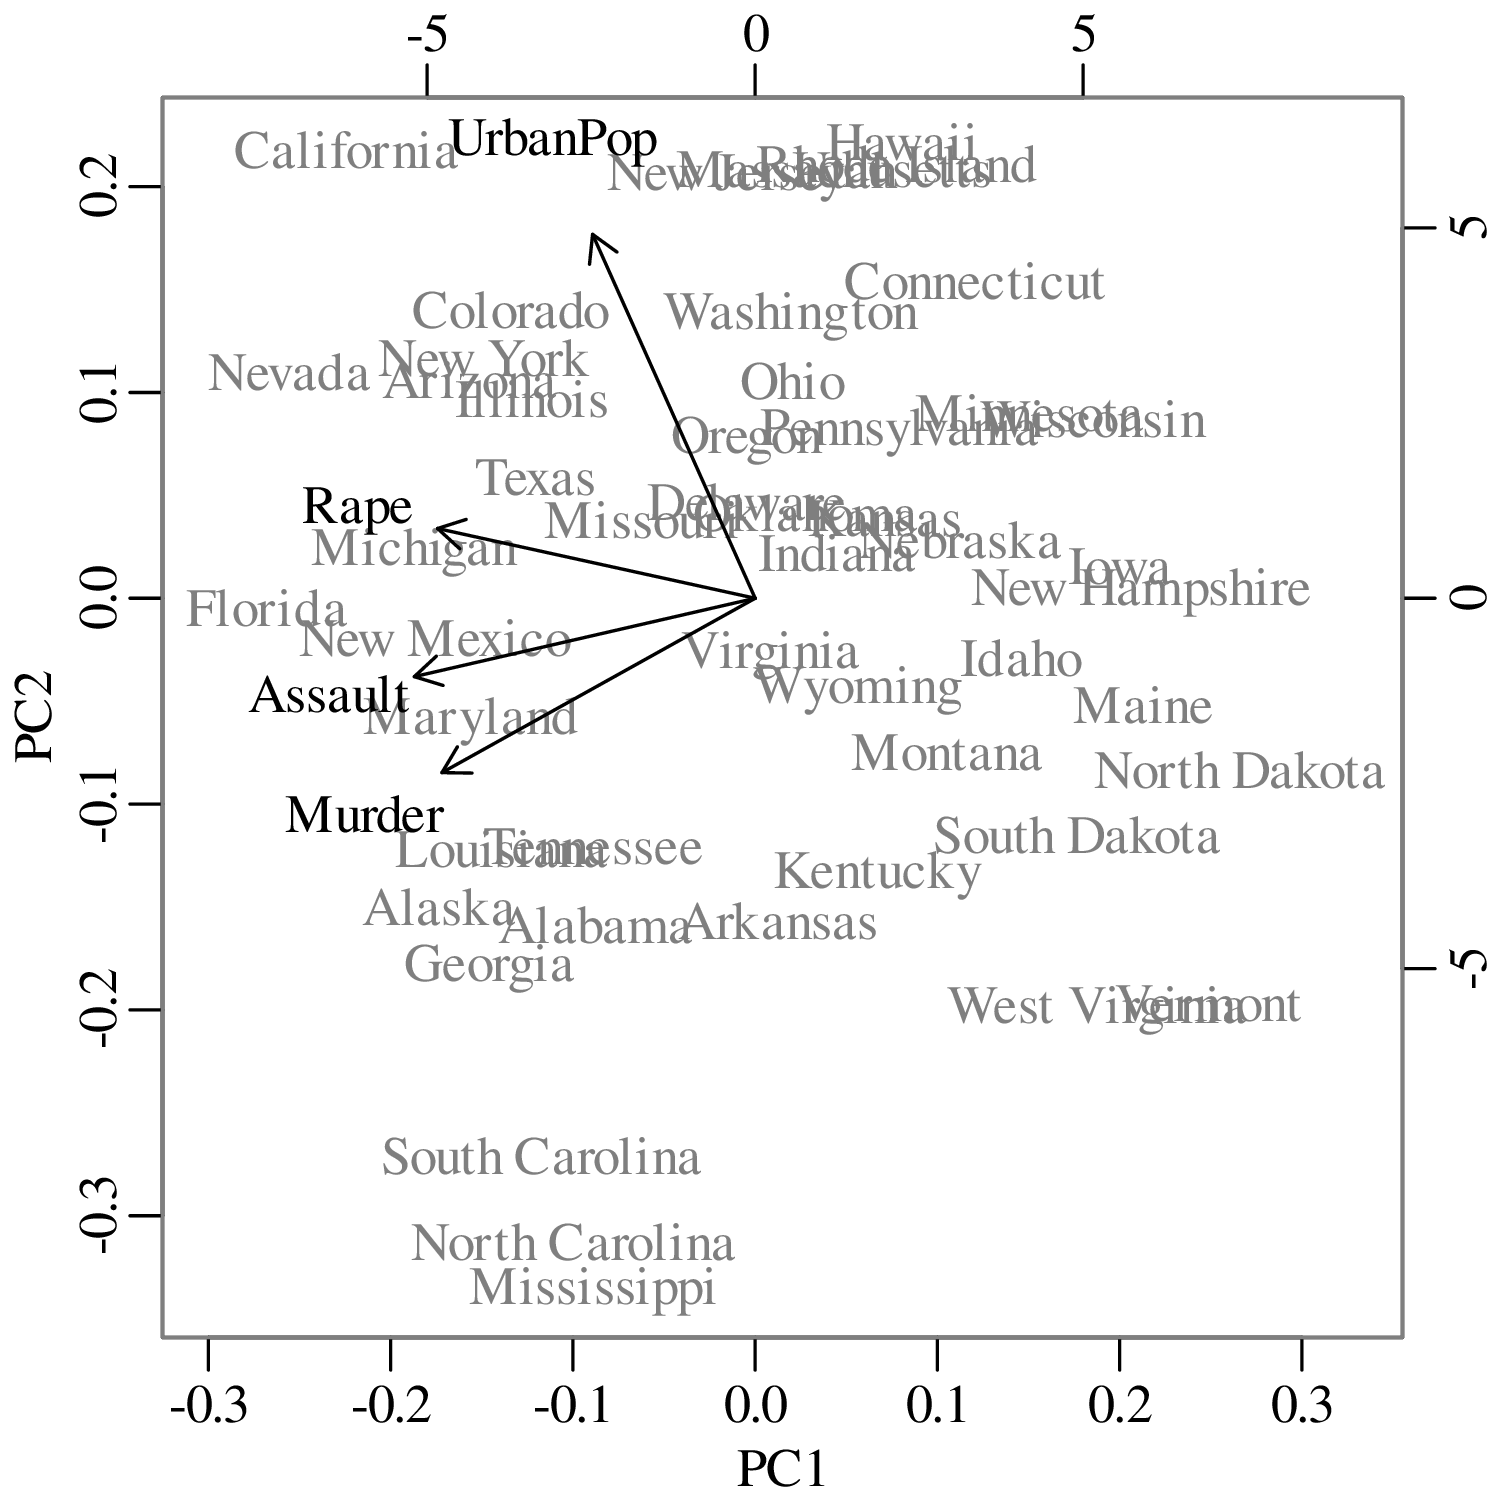 -5 0 5
California
UrbanPop
Hawaii
Rhode Island
Massachusetts
New Jersey
Utah
0.2
5
Connecticut
Colorado
Washington
New York
Nevada
Arizona
Illinois
Ohio
0.1
Minnesota
Wisconsin
Pennsylvania
Oregon
Texas
Rape
Delaware
Missouri
Oklahoma
Kansas
Michigan
Indiana
Nebraska
Iowa
New Hampshire
0.0
0
Florida
New Mexico
Virginia
Idaho
Assault
Wyoming
Maryland
Maine
PC2
Montana
North Dakota
-0.1
Murder
South Dakota
Louisiana
Tennessee
Kentucky
Alaska
Alabama
Arkansas
Georgia
-5
West Virginia
Vermont
-0.2
South Carolina
-0.3
North Carolina
Mississippi
-0.3 -0.2 -0.1 0.0 0.1 0.2 0.3
PC1